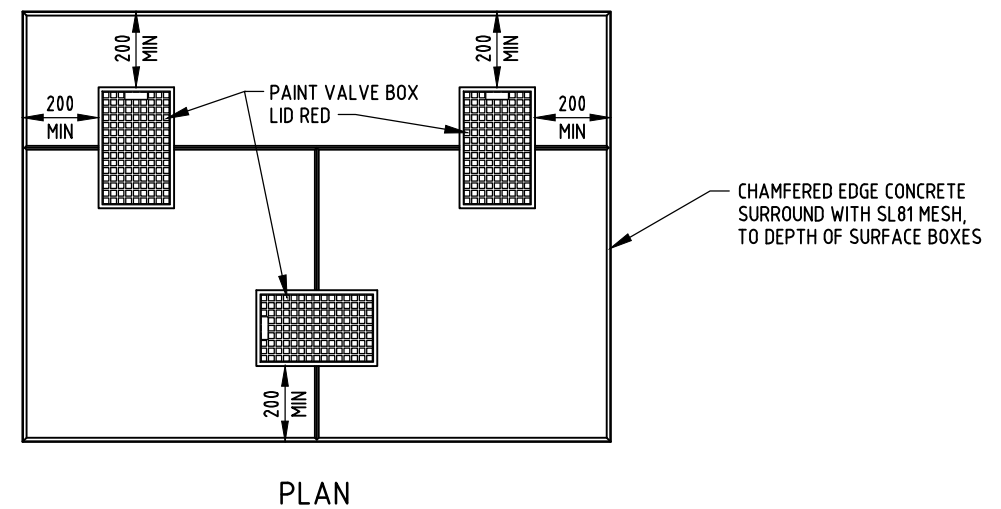 200
MIN
200
MIN
200
MIN
PAINT VALVE BOX
LID RED
200
MIN
CHAMFERED EDGE CONCRETE
SURROUND WITH SL81 MESH,
TO DEPTH OF SURFACE BOXES
200
MIN
PLAN